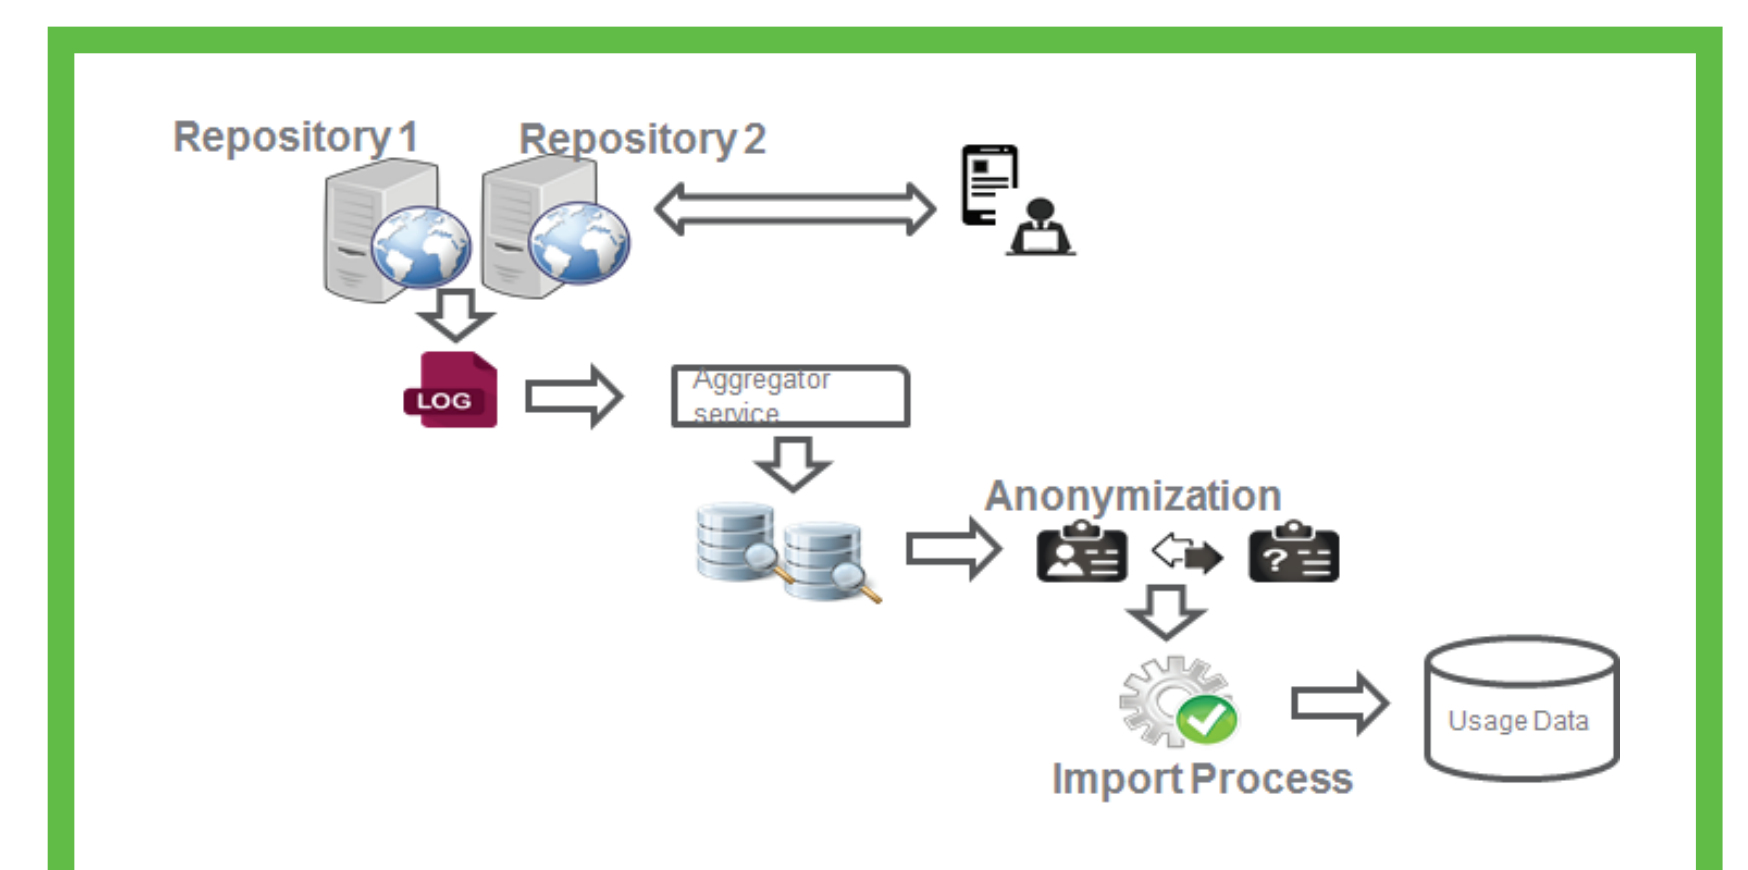 Repository 1
Repository 2
LOG
Aggregator
service
Anonymization
?
Import Process
Usage Data